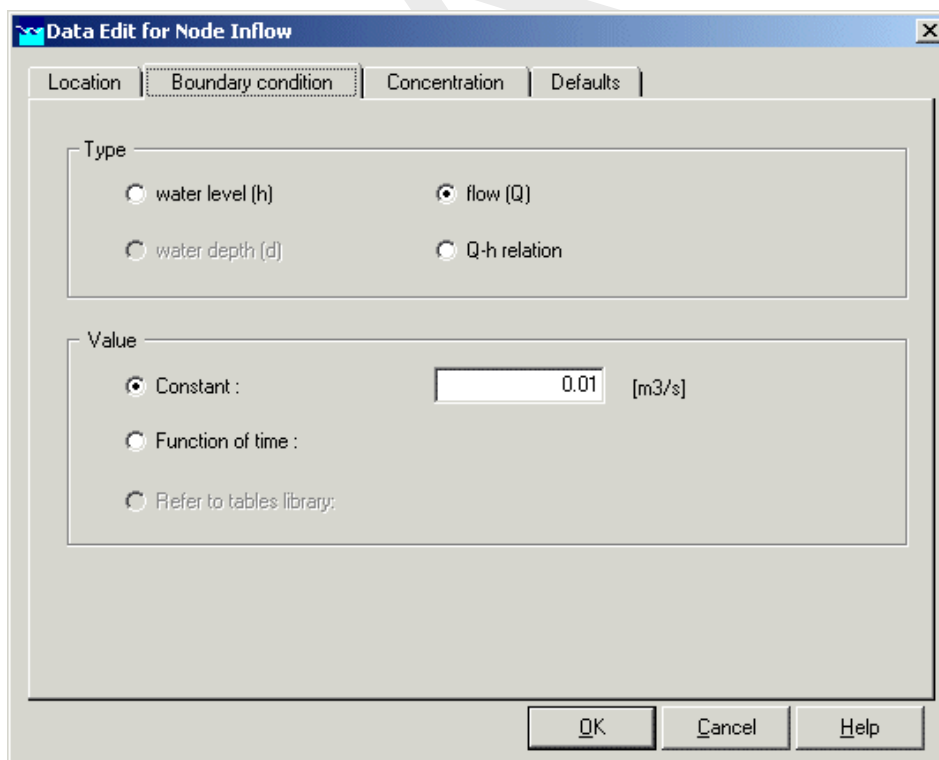 Data Edit for Node Inflow
Location Boundary condition Concentration Defaults
Type
water level (h) flow (Q)
water depth (d) Q-h relation
Value
Constant : 0.01 [m3/s]
Function of time :
Refer to tables library:
OK Cancel Help